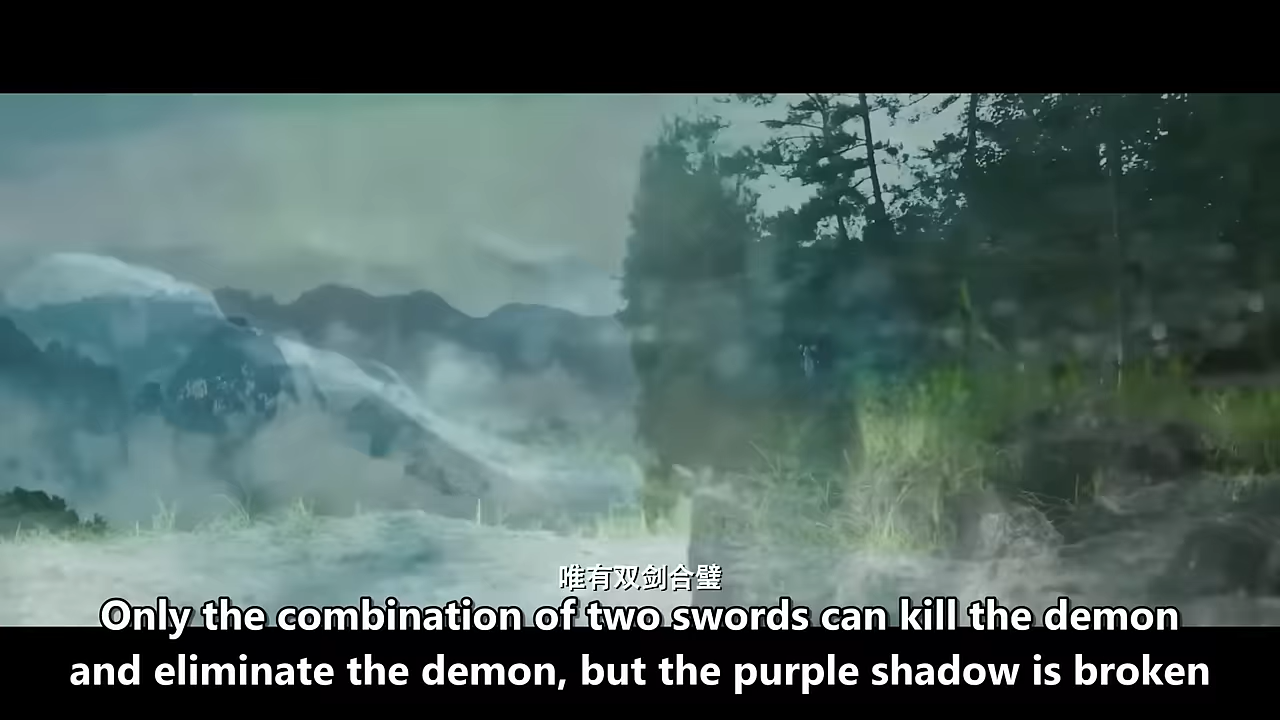 唯有双剑合璧
Only the combination of two swords can kill the demon
and eliminate the demon, but the purple shadow is broken